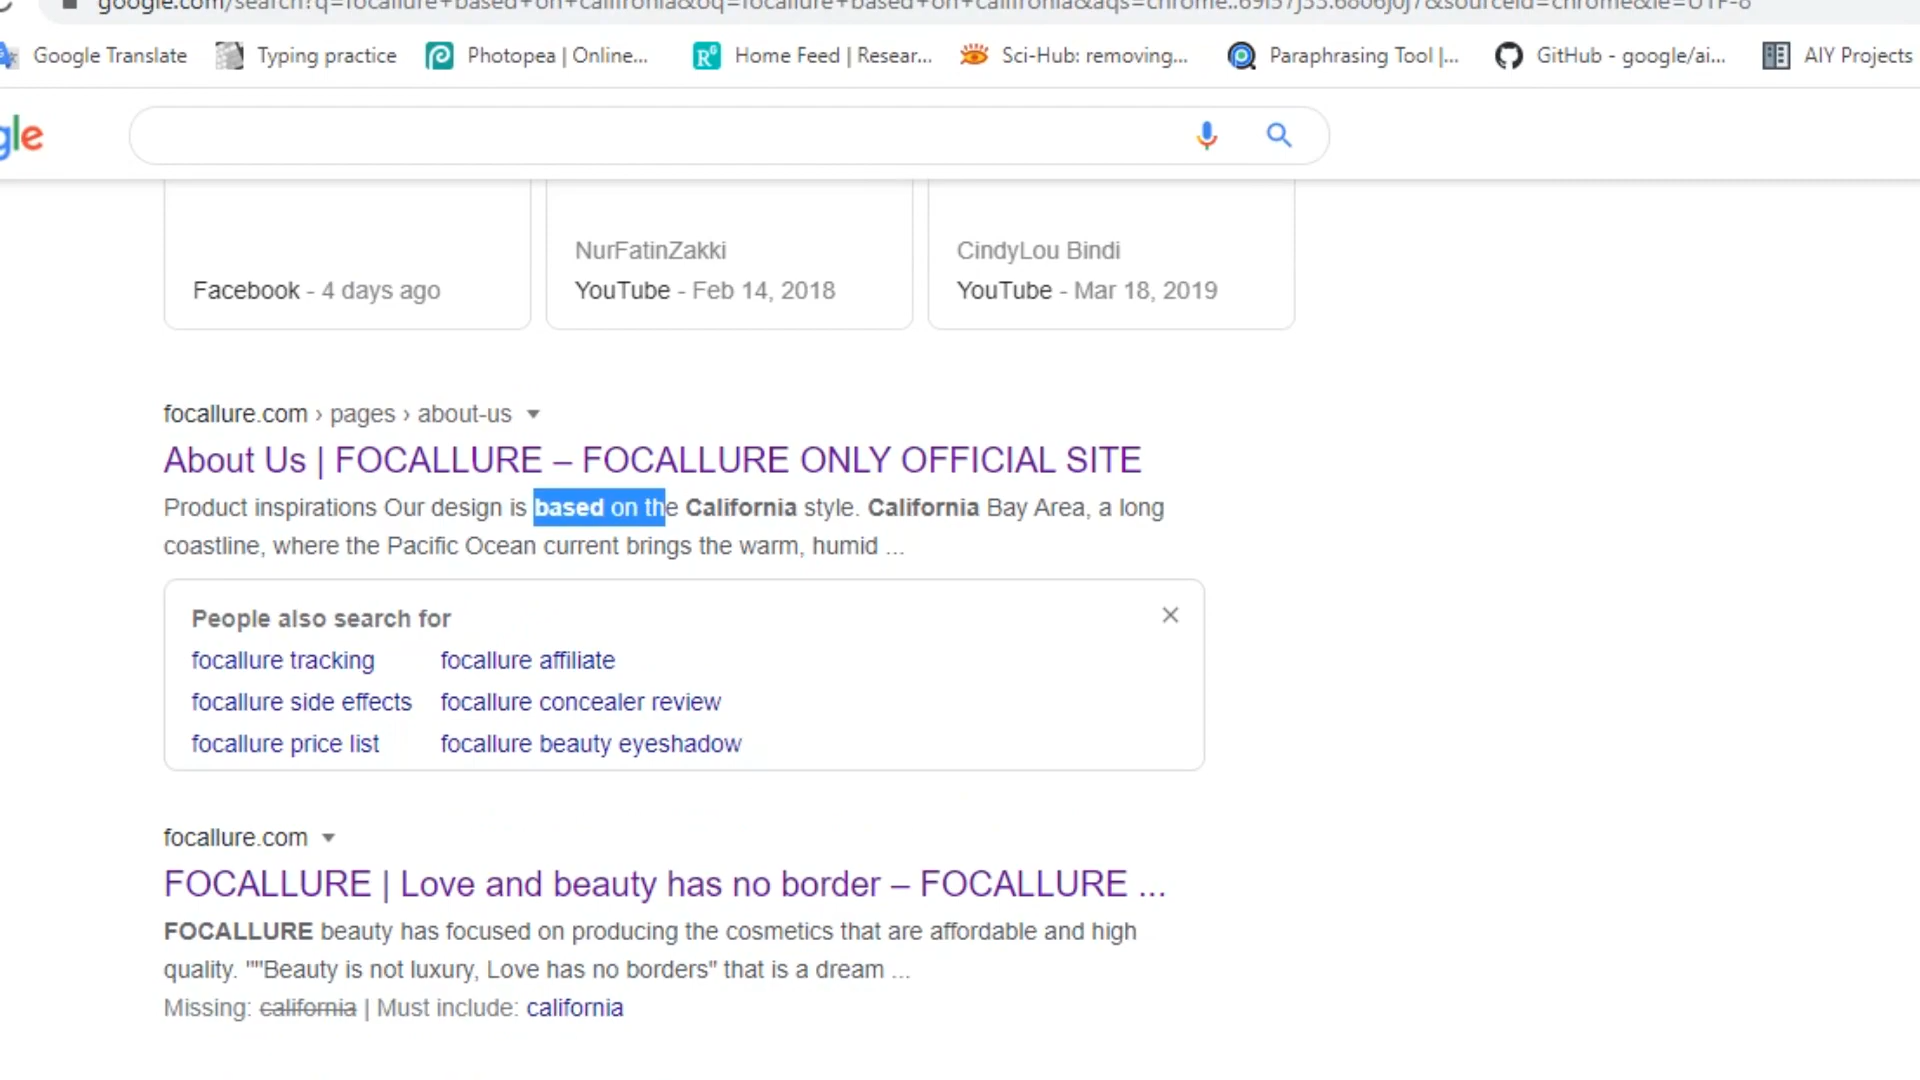 google.com/search?q=focallure+based+on+califronia&oq=focallure+based+on+califronia&aqs=chrome..69i57j33.6806j0j7&sourceid=chrome&ie=UTF-8
Google Translate Typing practice Photopea | Online... Home Feed | Resear... Sci-Hub: removing... Paraphrasing Tool |... GitHub - google/ai... AIY Projects
gle
NurFatinZakki CindyLou Bindi
Facebook - 4 days ago YouTube - Feb 14, 2018 YouTube - Mar 18, 2019
focallure.com › pages › about-us
About Us | FOCALLURE – FOCALLURE ONLY OFFICIAL SITE
Product inspirations Our design is based on the California style. California Bay Area, a long
coastline, where the Pacific Ocean current brings the warm, humid ...
People also search for
focallure tracking focallure affiliate
focallure side effects focallure concealer review
focallure price list focallure beauty eyeshadow
focallure.com
FOCALLURE | Love and beauty has no border – FOCALLURE ...
FOCALLURE beauty has focused on producing the cosmetics that are affordable and high
quality. ""Beauty is not luxury, Love has no borders" that is a dream ...
Missing: california | Must include: california